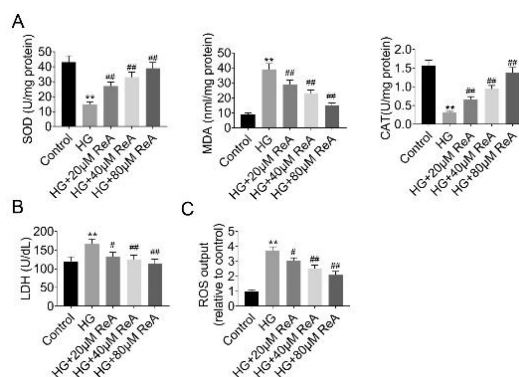 A
SOD (U/mg protein)
50
40
30
20
10
0
**
##
##
##
Control
HG
HG+20μM ReA
HG+40μM ReA
HG+80μM ReA
MDA (nml/mg protein)
50
40
30
20
10
0
**
##
##
##
Control
HG
HG+20μM ReA
HG+40μM ReA
HG+80μM ReA
CAT(U/mg protein)
2.0
1.5
1.0
0.5
0.0
**
##
##
##
Control
HG
HG+20μM ReA
HG+40μM ReA
HG+80μM ReA
B
LDH (U/dL)
200
150
100
50
0
**
#
##
##
Control
HG
HG+20μM ReA
HG+40μM ReA
HG+80μM ReA
C
ROS output
(relative to control)
5
4
3
2
1
0
**
#
##
##
Control
HG
HG+20μM ReA
HG+40μM ReA
HG+80μM ReA